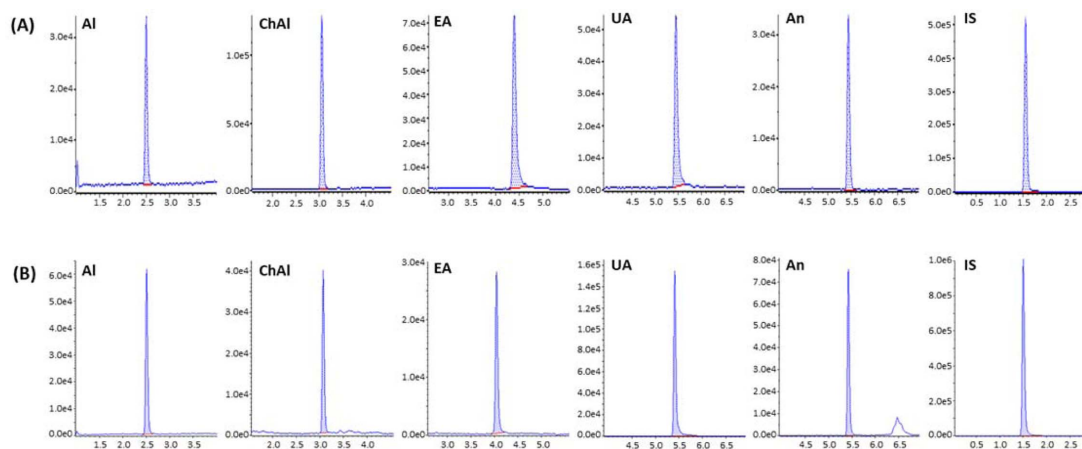 (A)
Al
3.0e4
2.0e4
1.0e4
0.0e0
1.5 2.0 2.5 3.0 3.5
ChAl
1.0e5
5.0e4
0.0e0
2.0 2.5 3.0 3.5 4.0
EA
7.0e4
6.0e4
5.0e4
4.0e4
3.0e4
2.0e4
1.0e4
0.0e0
3.0 3.5 4.0 4.5 5.0
UA
5.0e4
4.0e4
3.0e4
2.0e4
1.0e4
0.0e0
4.5 5.0 5.5 6.0 6.5
An
3.0e4
2.0e4
1.0e4
0.0e0
4.5 5.0 5.5 6.0 6.5
IS
5.0e5
4.0e5
3.0e5
2.0e5
1.0e5
0.0e0
0.5 1.0 1.5 2.0 2.5
(B)
Al
6.0e4
5.0e4
4.0e4
3.0e4
2.0e4
1.0e4
0.0e0
1.5 2.0 2.5 3.0 3.5
ChAl
4.0e4
3.0e4
2.0e4
1.0e4
0.0e0
2.0 2.5 3.0 3.5 4.0
EA
3.0e4
2.0e4
1.0e4
0.0e0
3.0 3.5 4.0 4.5 5.0
UA
1.6e5
1.4e5
1.2e5
1.0e5
8.0e4
6.0e4
4.0e4
2.0e4
0.0e0
4.5 5.0 5.5 6.0 6.5
An
8.0e4
7.0e4
6.0e4
5.0e4
4.0e4
3.0e4
2.0e4
1.0e4
0.0e0
4.5 5.0 5.5 6.0 6.5
IS
1.0e6
8.0e5
6.0e5
4.0e5
2.0e5
0.0e0
0.5 1.0 1.5 2.0 2.5